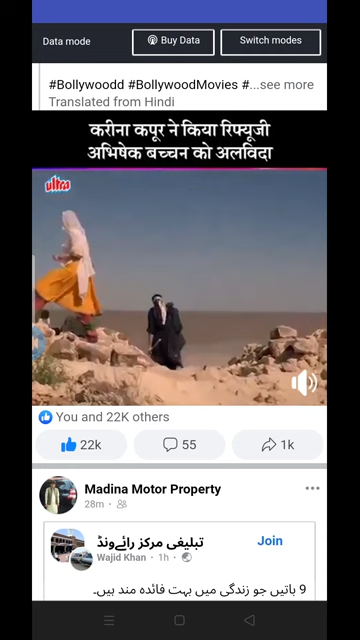 Data mode
Buy Data
Switch modes
#Bollywoodd #BollywoodMovies #...see more
Translated from Hindi
करीना कपूर ने किया रिफ्यूजी
अभिषेक बच्चन को अलविदा
ultra
You and 22K others
22k
55
1k
Madina Motor Property
28m
تبلیغی مرکز رائےونڈ
Join
Wajid Khan · 1h ·
9 باتیں جو زندگی میں بہت فائدہ مند ہیں۔